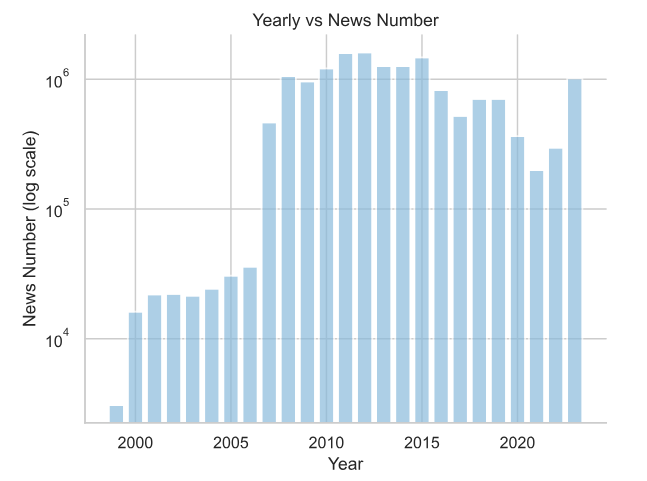 Yearly vs News Number
News Number (log scale)
10^6
10^5
10^4
2000 2005 2010 2015 2020
Year